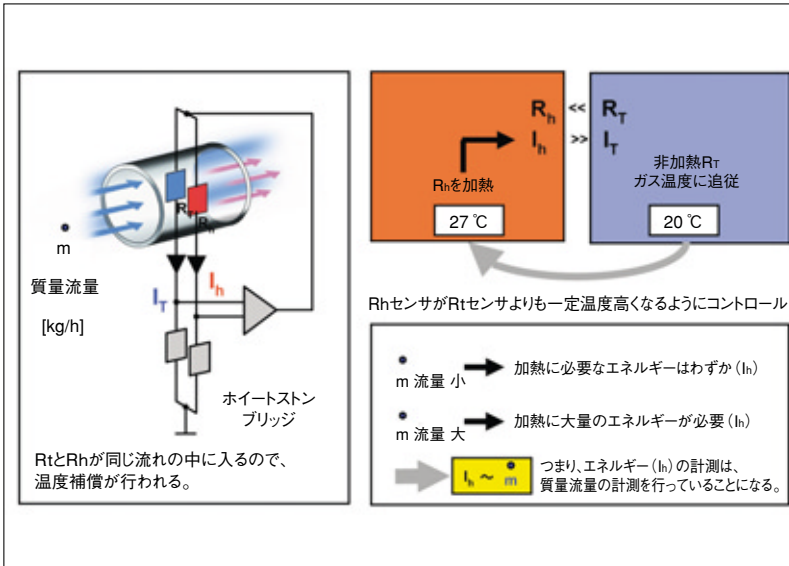 RT
Rh
ṁ
質量流量
[kg/h]
IT
Ih
ホイートストン
ブリッジ
RtとRhが同じ流れの中に入るので、
温度補償が行われる。
Rh << RT
Ih >> IT
Rhを加熱
27℃
非加熱RT
ガス温度に追従
20℃
RhセンサがRtセンサよりも一定温度高くなるようにコントロール
ṁ 流量 小 加熱に必要なエネルギーはわずか(Ih)
ṁ 流量 大 加熱に大量のエネルギーが必要(Ih)
Ih ～ ṁ
つまり、エネルギー(Ih)の計測は、
質量流量の計測を行っていることになる。